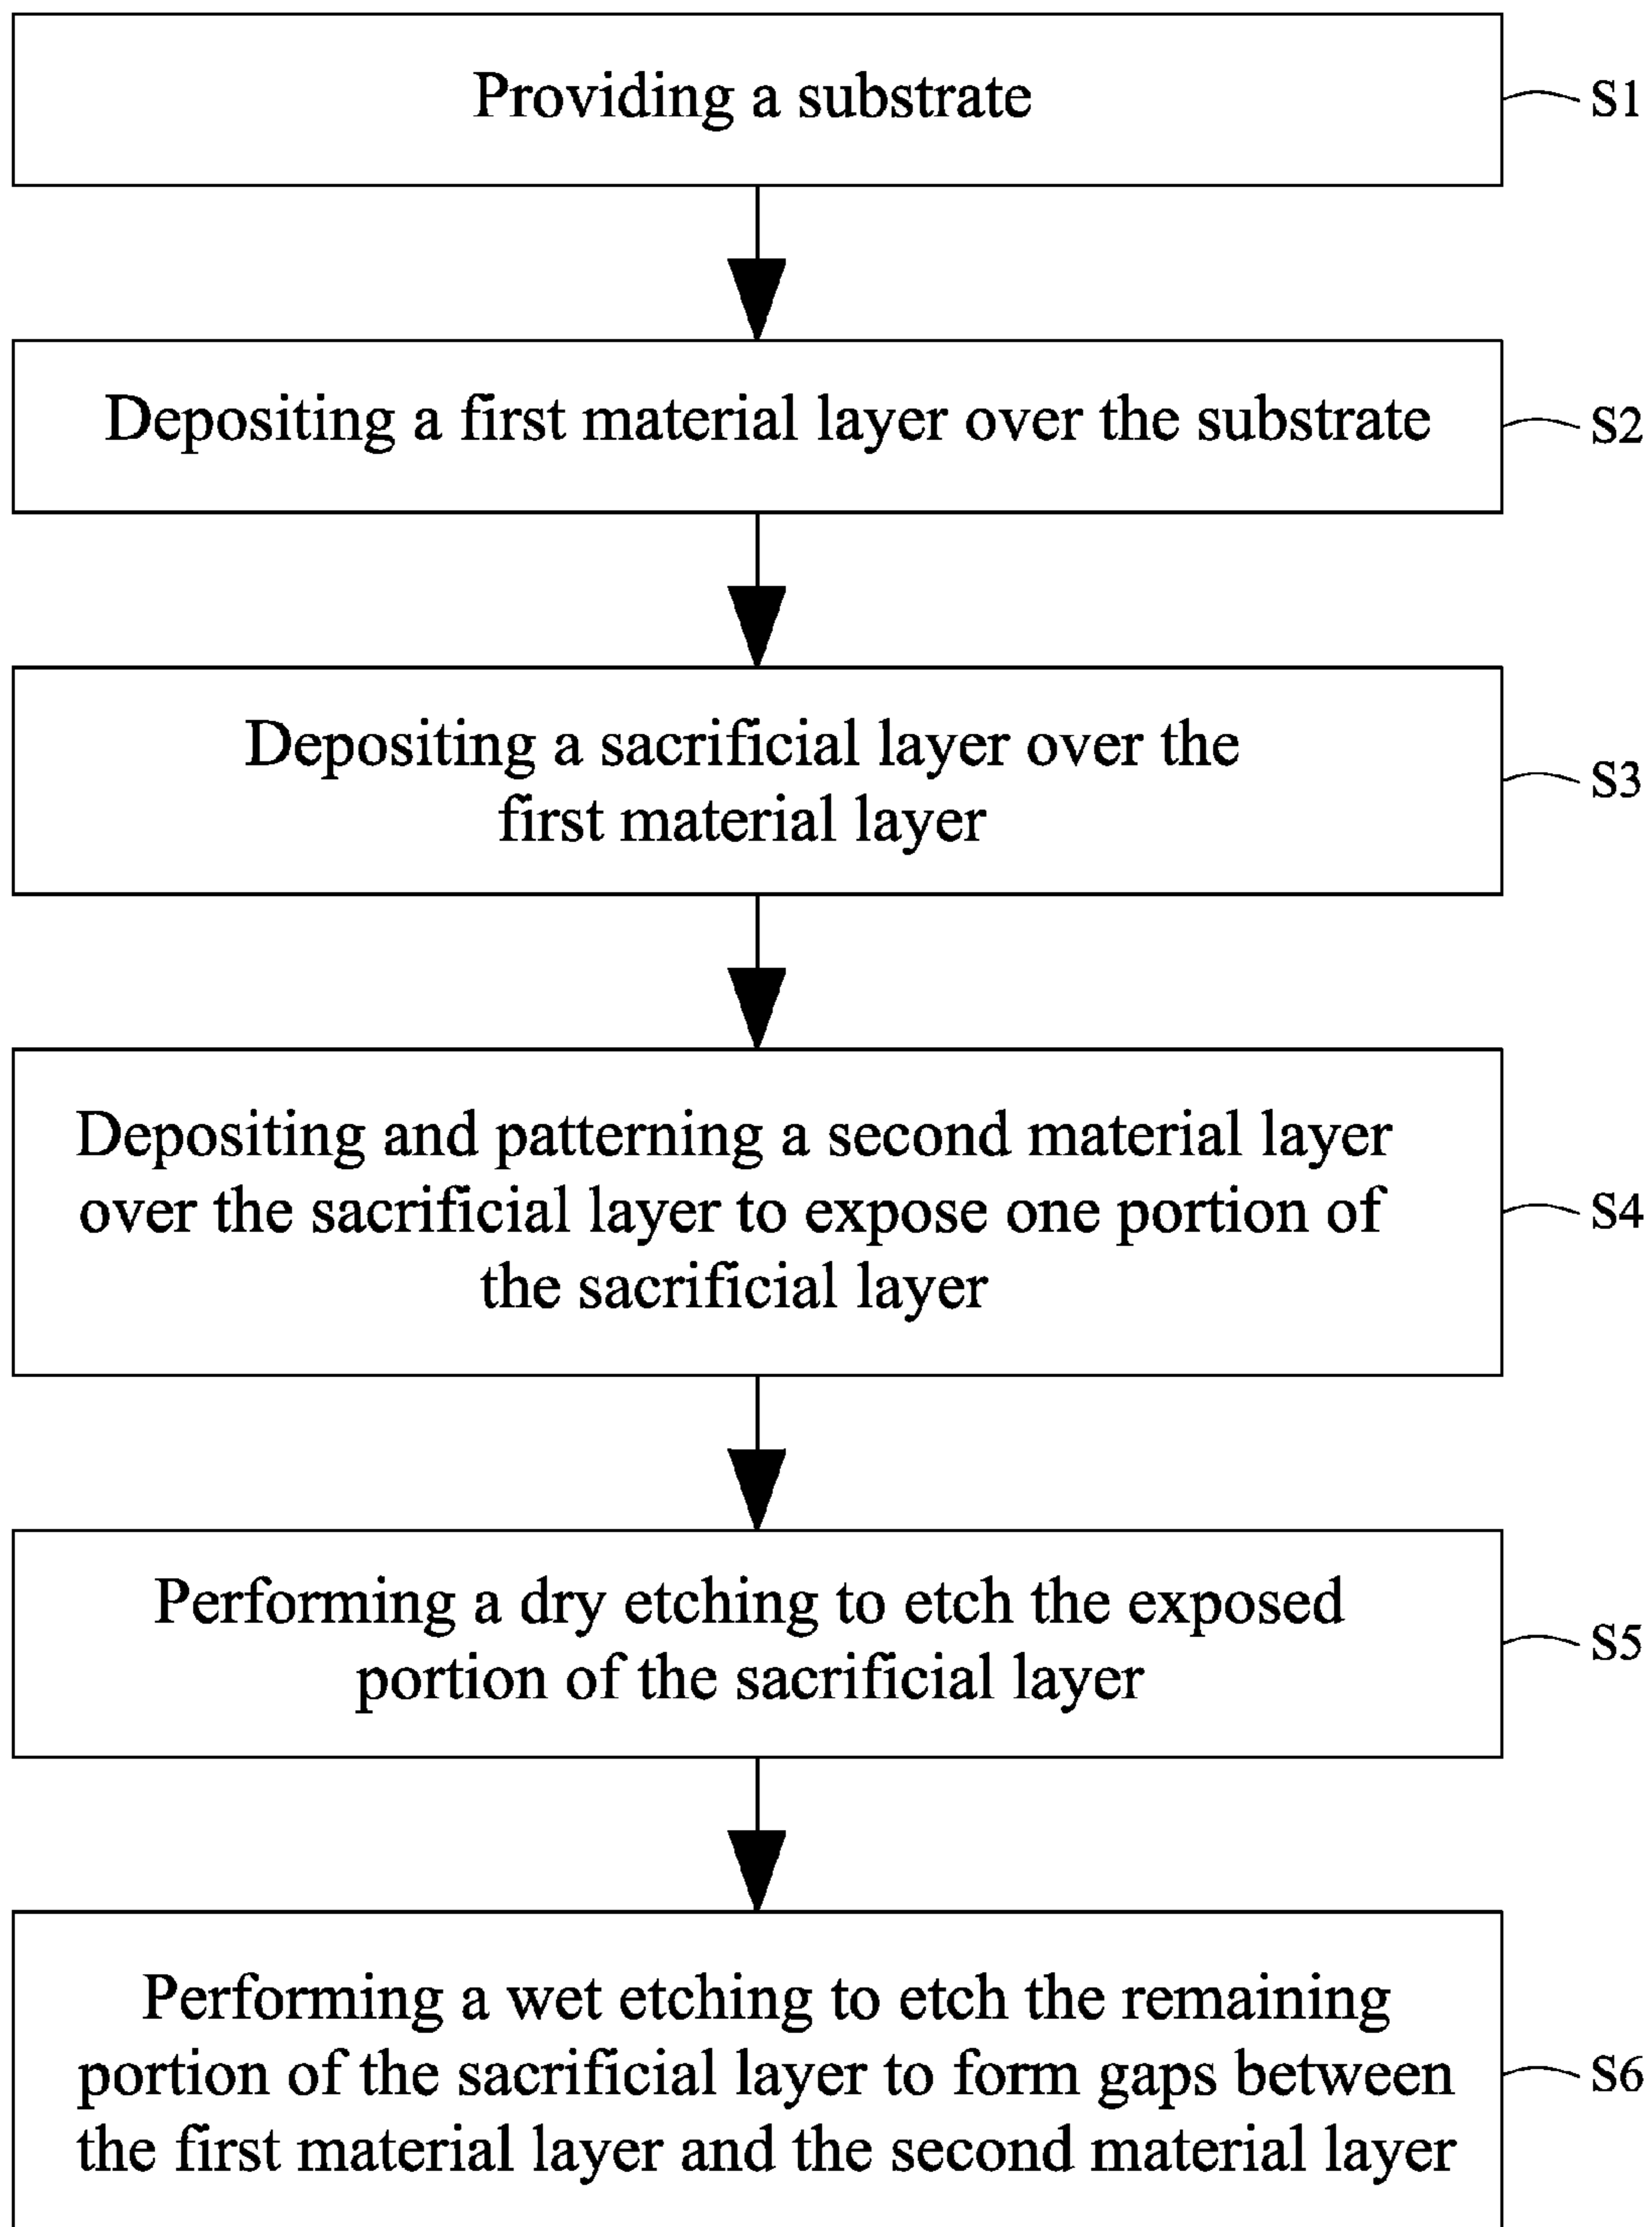 Providing a substrate
S1
Depositing a first material layer over the substrate
S2
Depositing a sacrificial layer over the
first material layer
S3
Depositing and patterning a second material layer
over the sacrificial layer to expose one portion of
the sacrificial layer
S4
Performing a dry etching to etch the exposed
portion of the sacrificial layer
S5
Performing a wet etching to etch the remaining
portion of the sacrificial layer to form gaps between
the first material layer and the second material layer
S6